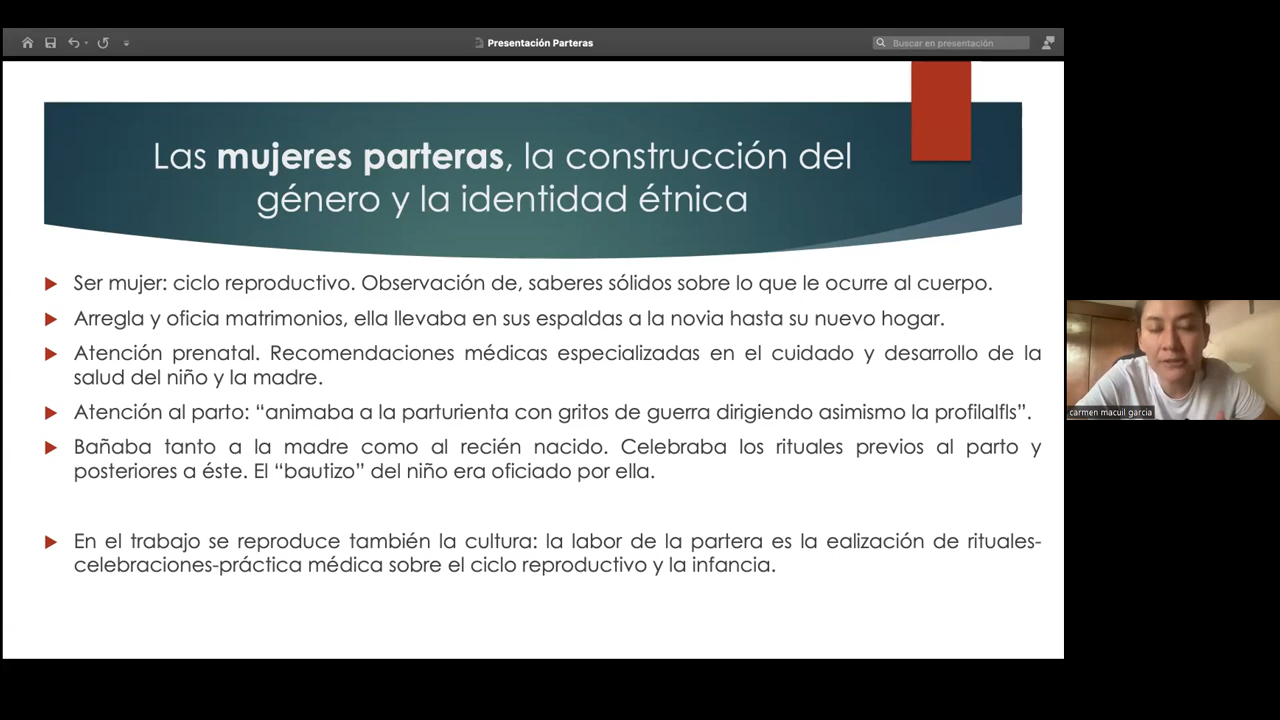 Presentación Parteras
Buscar en presentación
Las mujeres parteras, la construcción del
género y la identidad étnica
Ser mujer: ciclo reproductivo. Observación de, saberes sólidos sobre lo que le ocurre al cuerpo.
Arregla y oficia matrimonios, ella llevaba en sus espaldas a la novia hasta su nuevo hogar.
Atención prenatal. Recomendaciones médicas especializadas en el cuidado y desarrollo de la
salud del niño y la madre.
Atención al parto: “animaba a la parturienta con gritos de guerra dirigiendo asimismo la profilalfls”.
Bañaba tanto a la madre como al recién nacido. Celebraba los rituales previos al parto y
posteriores a éste. El “bautizo” del niño era oficiado por ella.
En el trabajo se reproduce también la cultura: la labor de la partera es la ealización de rituales-
celebraciones-práctica médica sobre el ciclo reproductivo y la infancia.
carmen macuil garcia